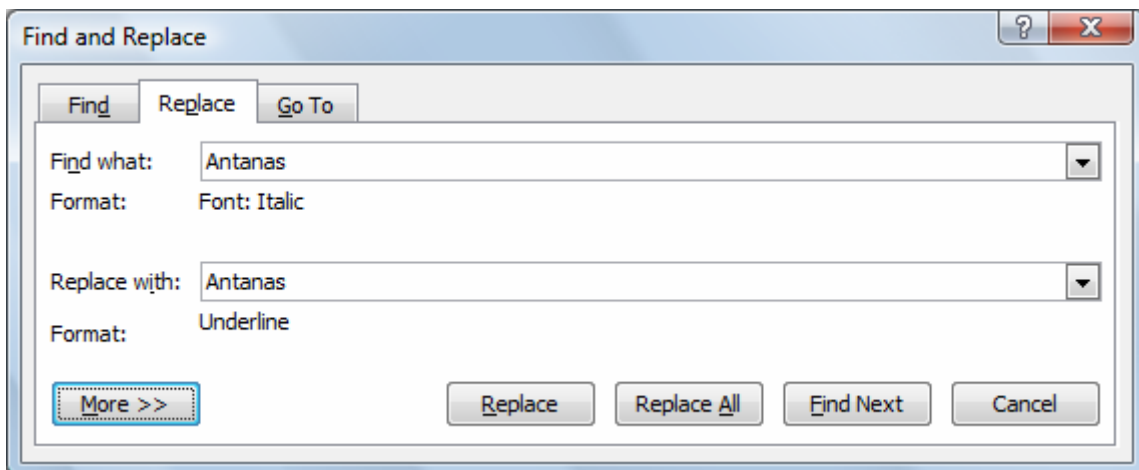 Find and Replace
Find Replace Go To
Find what: Antanas
Format: Font: Italic
Replace with: Antanas
Format: Underline
More >> Replace Replace All Find Next Cancel